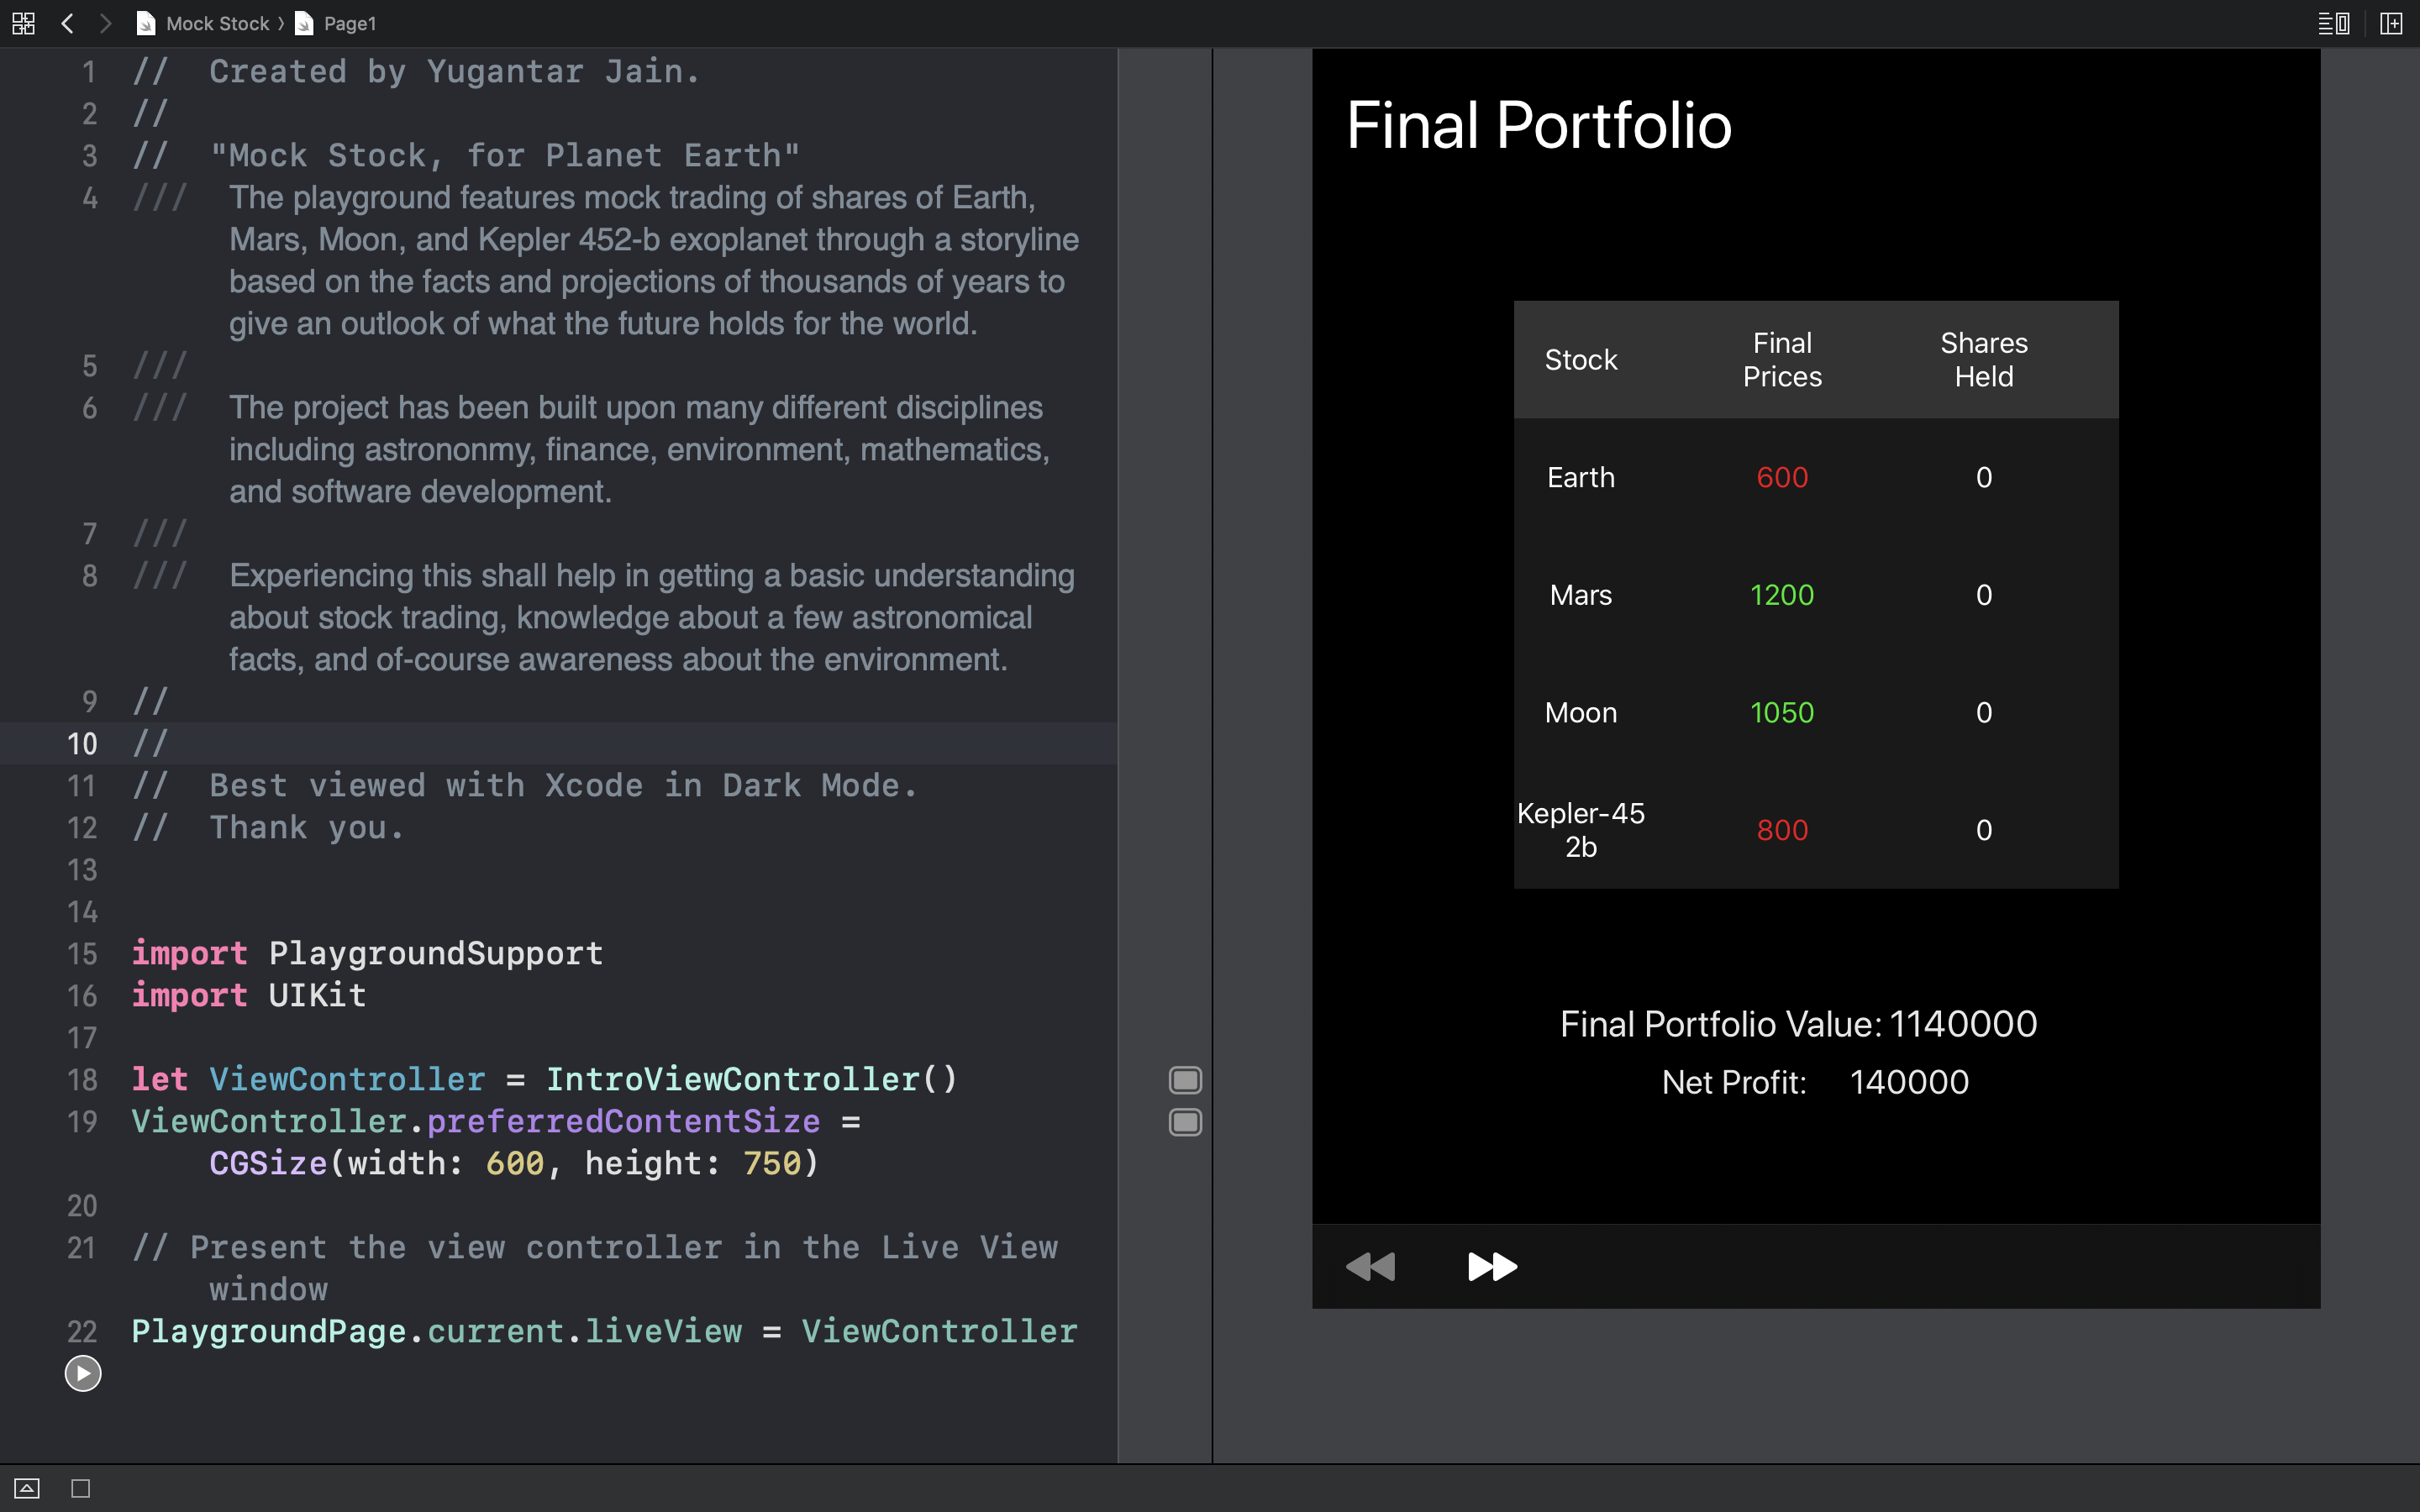 Mock Stock 〉 Page1
1 // Created by Yugantar Jain.
2 //
3 // "Mock Stock, for Planet Earth"
4 /// The playground features mock trading of shares of Earth,
Mars, Moon, and Kepler 452-b exoplanet through a storyline
based on the facts and projections of thousands of years to
give an outlook of what the future holds for the world.
5 ///
6 /// The project has been built upon many different disciplines
including astrononmy, finance, environment, mathematics,
and software development.
7 ///
8 /// Experiencing this shall help in getting a basic understanding
about stock trading, knowledge about a few astronomical
facts, and of-course awareness about the environment.
9 //
10 //
11 // Best viewed with Xcode in Dark Mode.
12 // Thank you.
13
14
15 import PlaygroundSupport
16 import UIKit
17
18 let ViewController = IntroViewController()
19 ViewController.preferredContentSize =
CGSize(width: 600, height: 750)
20
21 // Present the view controller in the Live View
window
22 PlaygroundPage.current.liveView = ViewController
Final Portfolio
Stock Final Prices Shares Held
Earth 600 0
Mars 1200 0
Moon 1050 0
Kepler-45
2b 800 0
Final Portfolio Value: 1140000
Net Profit: 140000